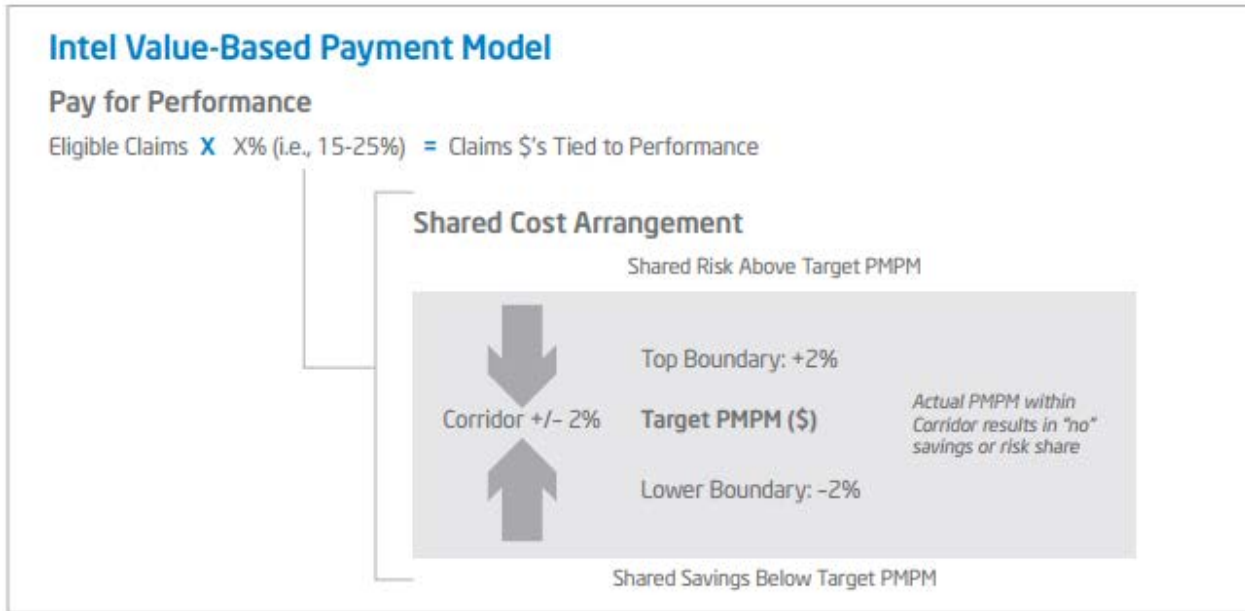 Intel Value-Based Payment Model
Pay for Performance
Eligible Claims X X% (i.e., 15-25%) = Claims $'s Tied to Performance
Shared Cost Arrangement
Shared Risk Above Target PMPM
Top Boundary: +2%
Corridor +/– 2%
Target PMPM ($)
Actual PMPM within
Corridor results in "no"
savings or risk share
Lower Boundary: –2%
Shared Savings Below Target PMPM